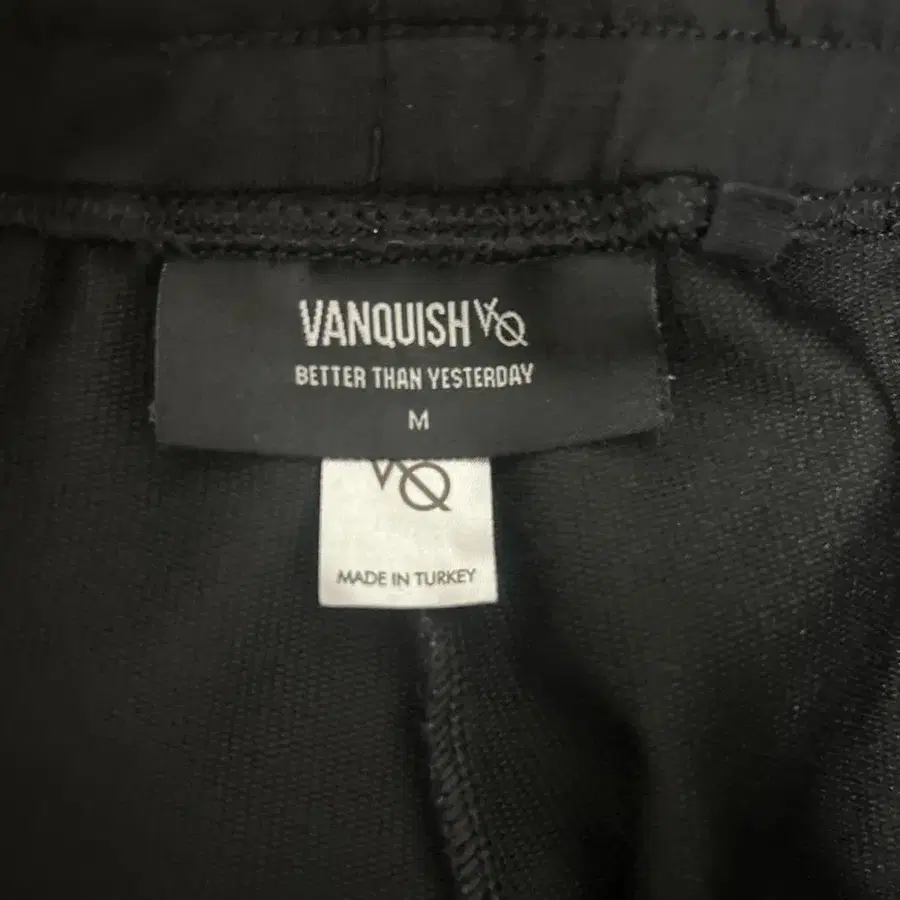 VANQUISH VQ
BETTER THAN YESTERDAY
M
VQ
MADE IN TURKEY